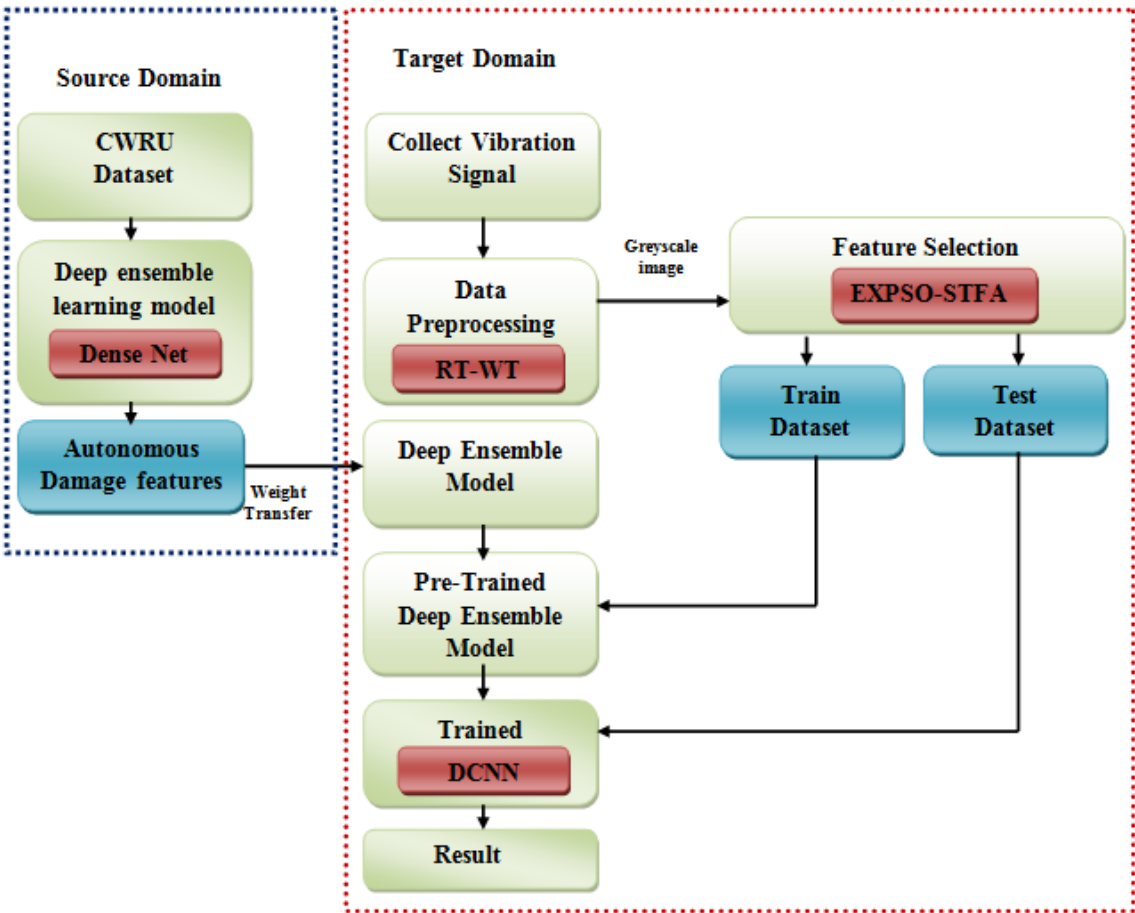 Source Domain
CWRU
Dataset
Deep ensemble
learning model
Dense Net
Autonomous
Damage features
Weight
Transfer
Target Domain
Collect Vibration
Signal
Data
Preprocessing
RT-WT
Greyscale
image
Feature Selection
EXPSO-STFA
Train
Dataset
Test
Dataset
Deep Ensemble
Model
Pre-Trained
Deep Ensemble
Model
Trained
DCNN
Result